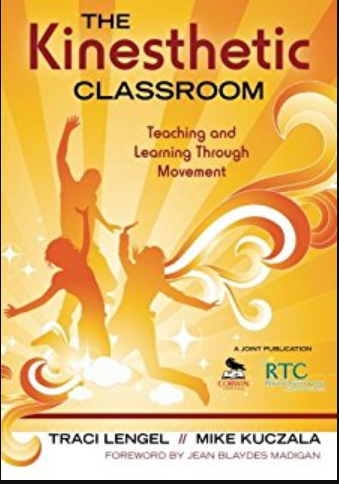 THE
Kinesthetic
CLASSROOM
Teaching and
Learning Through
Movement
A JOINT PUBLICATION
CORWIN
RTC
TRACI LENGEL // MIKE KUCZALA
FOREWORD BY JEAN BLAYDES MADIGAN